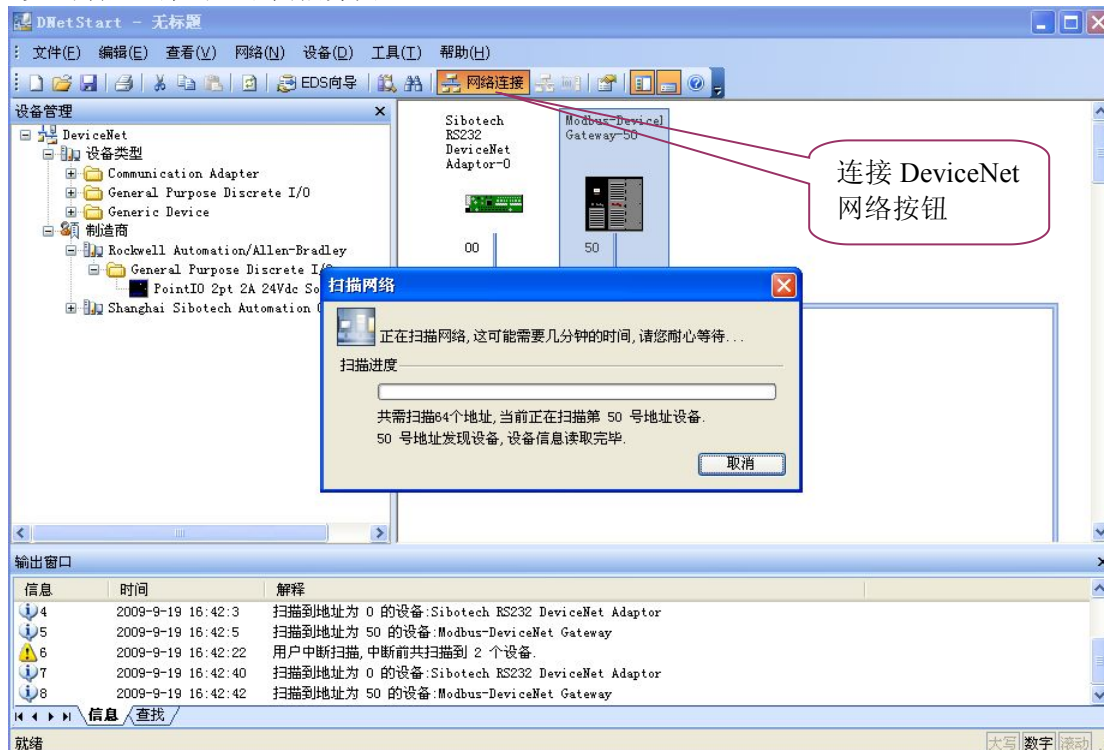 DNetStart - 无标题
文件(F) 编辑(E) 查看(V) 网络(N) 设备(D) 工具(T) 帮助(H)
EDS向导 网络连接
设备管理
DeviceNet
设备类型
Communication Adapter
General Purpose Discrete I/O
Generic Device
制造商
Rockwell Automation/Allen-Bradley
General Purpose Discrete I/O
PointIO 2pt 2A 24Vdc So
Shanghai Sibotech Automation
Sibotech
RS232
DeviceNet
Adaptor-0
00
Modbus-Device
Gateway-50
50
连接 DeviceNet
网络按钮
扫描网络
正在扫描网络,这可能需要几分钟的时间,请您耐心等待...
扫描进度
共需扫描64个地址,当前正在扫描第 50 号地址设备.
50 号地址发现设备,设备信息读取完毕.
取消
输出窗口
信息 时间 解释
4 2009-9-19 16:42:3 扫描到地址为 0 的设备:Sibotech RS232 DeviceNet Adaptor
5 2009-9-19 16:42:5 扫描到地址为 50 的设备:Modbus-DeviceNet Gateway
6 2009-9-19 16:42:22 用户中断扫描,中断前共扫描到 2 个设备.
7 2009-9-19 16:42:40 扫描到地址为 0 的设备:Sibotech RS232 DeviceNet Adaptor
8 2009-9-19 16:42:42 扫描到地址为 50 的设备:Modbus-DeviceNet Gateway
信息 查找
就绪 大写 数字 滚动